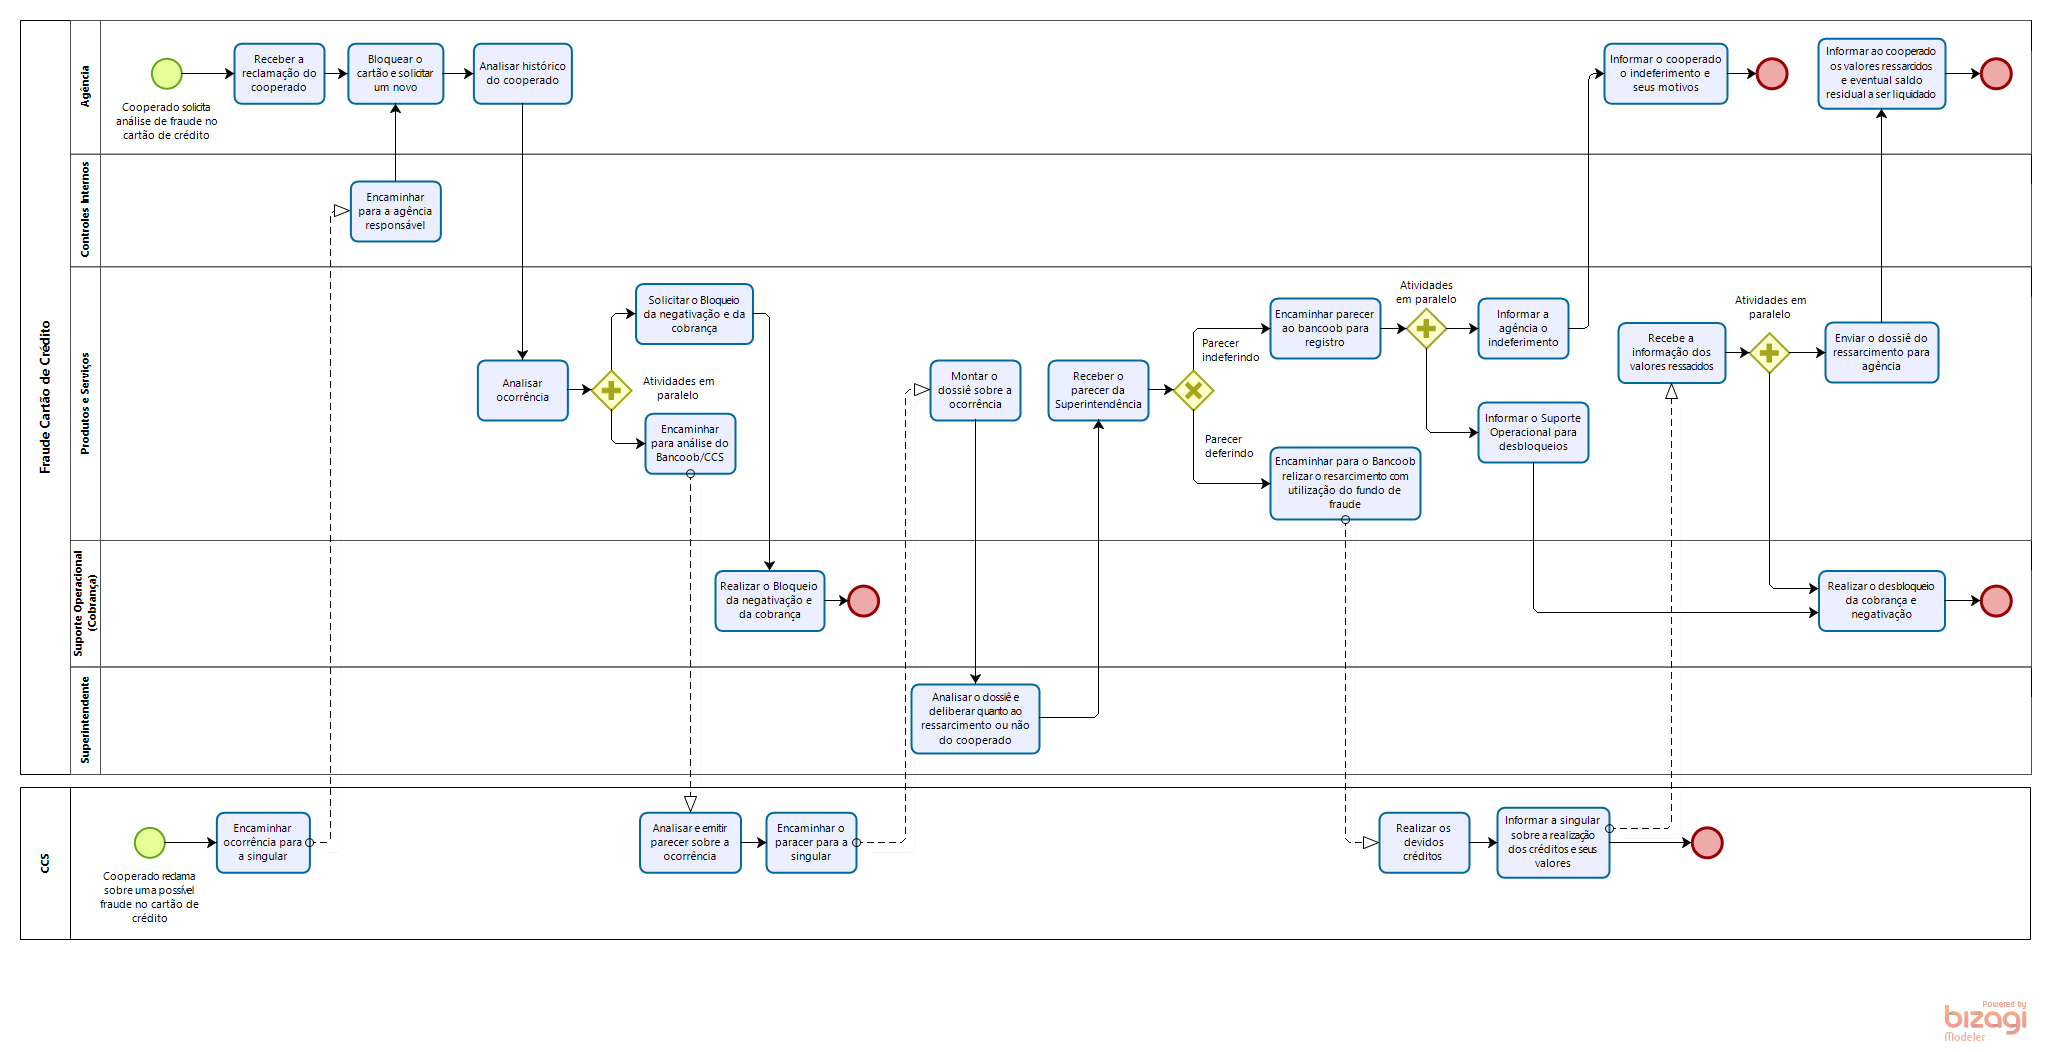 Fraude Cartão de Crédito
Agência
Cooperado solicita
análise de fraude no
cartão de crédito
Receber a
reclamação do
cooperado
Bloquear o
cartão e solicitar
um novo
Analisar histórico
do cooperado
Informar o cooperado
o indeferimento e
seus motivos
Informar ao cooperado
os valores ressarcidos
e eventual saldo
residual a ser liquidado
Controles Internos
Encaminhar
para a agência
responsável
Produtos e Serviços
Analisar
ocorrência
Atividades em
paralelo
Solicitar o Bloqueio
da negativação e da
cobrança
Encaminhar
para análise do
Bancoob/CCS
Montar o
dossiê sobre a
ocorrência
Receber o
parecer da
Superintendência
Parecer
indeferindo
Parecer
deferindo
Encaminhar parecer
ao bancoob para
registro
Encaminhar para o Bancoob
relizar o resarcimento com
utilização do fundo de
fraude
Atividades
em paralelo
Informar a
agência o
indeferimento
Informar o Suporte
Operacional para
desbloqueios
Recebe a
informação dos
valores ressacidos
Atividades em
paralelo
Enviar o dossiê do
ressarcimento para
agência
Suporte Operacional
(Cobrança)
Realizar o Bloqueio
da negativação e
da cobrança
Realizar o desbloqueio
da cobrança e
negativação
Superintendente
Analisar o dossiê e
deliberar quanto ao
ressarcimento ou não
do cooperado
CCS
Cooperado reclama
sobre uma possível
fraude no cartão de
crédito
Encaminhar
ocorrência para
a singular
Analisar e emitir
parecer sobre a
ocorrência
Encaminhar o
paracer para a
singular
Realizar os
devidos
créditos
Informar a singular
sobre a realização
dos créditos e seus
valores
Powered by
bizagi
Modeler